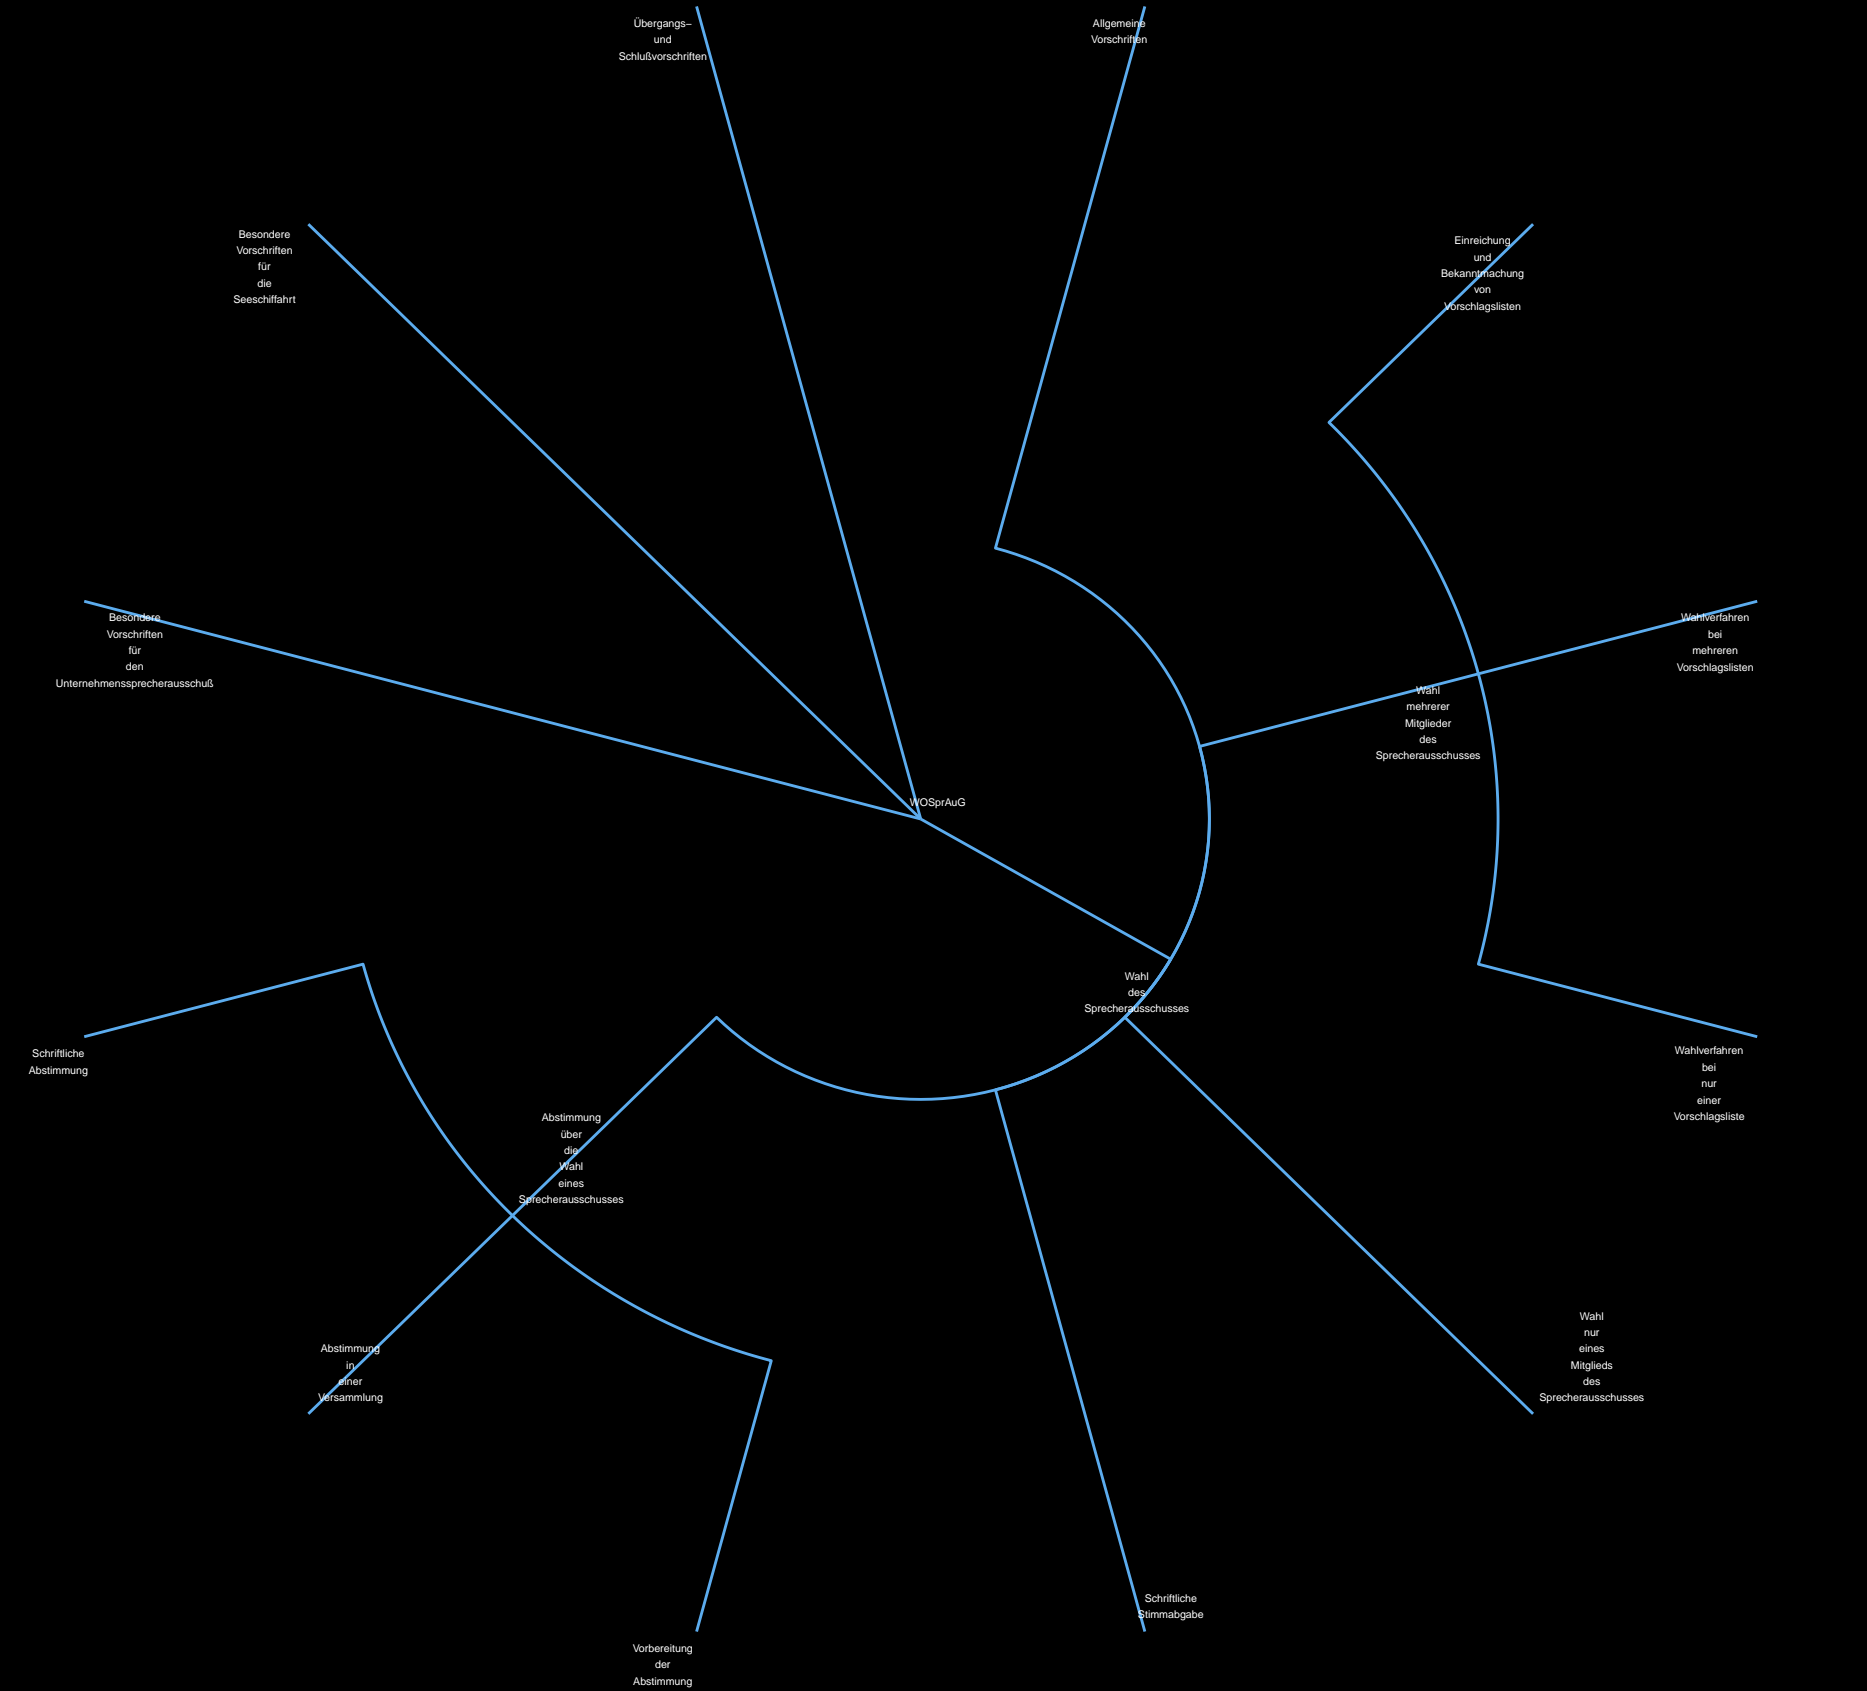 Übergangs–
und
Schlußvorschriften
Allgemeine
Vorschriften
Besondere
Vorschriften
für
die
Seeschiffahrt
Einreichung
und
Bekanntmachung
von
Vorschlagslisten
Besondere
Vorschriften
für
den
Unternehmenssprecherausschuß
Wahlverfahren
bei
mehreren
Vorschlagslisten
Wahl
mehrerer
Mitglieder
des
Sprecherausschusses
WOSprAuG
Wahl
des
Sprecherausschusses
Schriftliche
Abstimmung
Wahlverfahren
bei
nur
einer
Vorschlagsliste
Abstimmung
über
die
Wahl
eines
Sprecherausschusses
Abstimmung
in
einer
Versammlung
Wahl
nur
eines
Mitglieds
des
Sprecherausschusses
Schriftliche
Stimmabgabe
Vorbereitung
der
Abstimmung